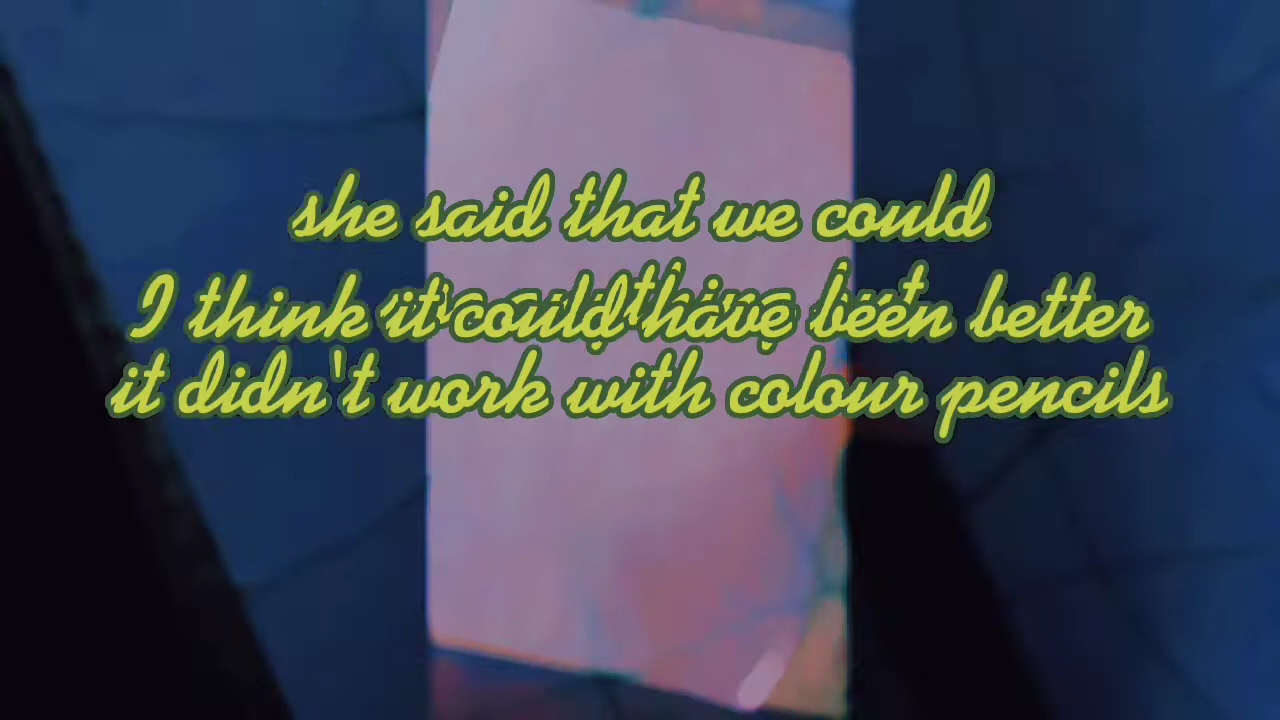 she said that we could
I think it could have been better
it didn't work with colour pencils